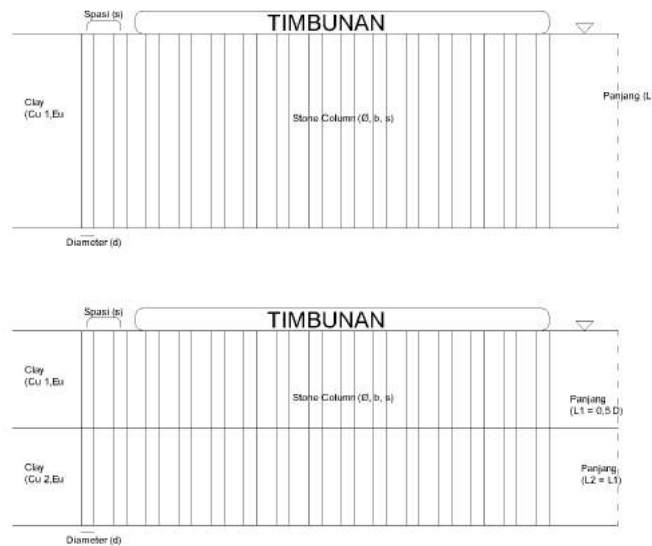 Spasi (s)
TIMBUNAN
Clay
(Cu 1,Eu
Stone Column (Ø, b, s)
Panjang (L
Diameter (d)
Spasi (s)
TIMBUNAN
Clay
(Cu 1,Eu
Stone Column (Ø, b, s)
Panjang
(L1 = 0,5 D)
Clay
(Cu 2,Eu
Panjang
(L2 = L1)
Diameter (d)